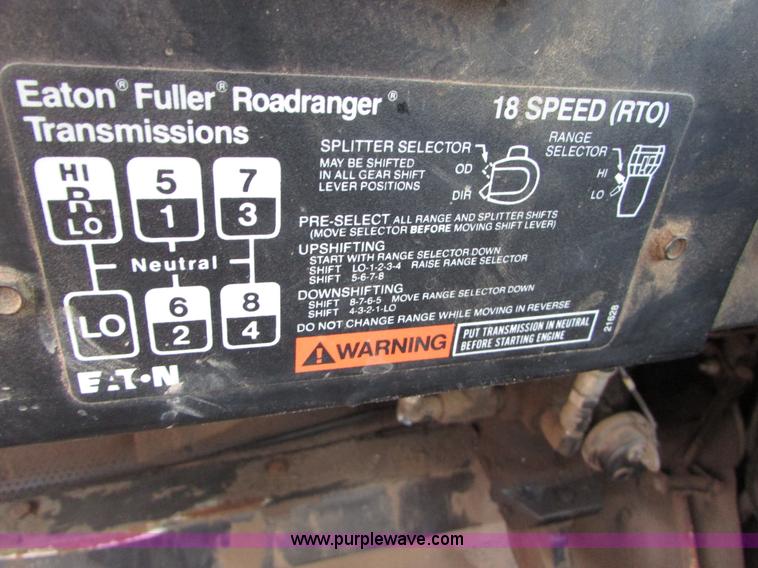 Eaton® Fuller® Roadranger®
Transmissions
18 SPEED (RTO)
SPLITTER SELECTOR
MAY BE SHIFTED
IN ALL GEAR SHIFT
LEVER POSITIONS
OD
DIR
RANGE
SELECTOR
HI
LO
HI
R
LO
5
1
7
3
Neutral
LO
6
2
8
4
PRE-SELECT ALL RANGE AND SPLITTER SHIFTS
(MOVE SELECTOR BEFORE MOVING SHIFT LEVER)
UPSHIFTING
START WITH RANGE SELECTOR DOWN
SHIFT LO-1-2-3-4 RAISE RANGE SELECTOR
SHIFT 5-6-7-8
DOWNSHIFTING
SHIFT 8-7-6-5 MOVE RANGE SELECTOR DOWN
SHIFT 4-3-2-1-LO
DO NOT CHANGE RANGE WHILE MOVING IN REVERSE
WARNING
PUT TRANSMISSION IN NEUTRAL
BEFORE STARTING ENGINE
21628
EATON
www.purplewave.com